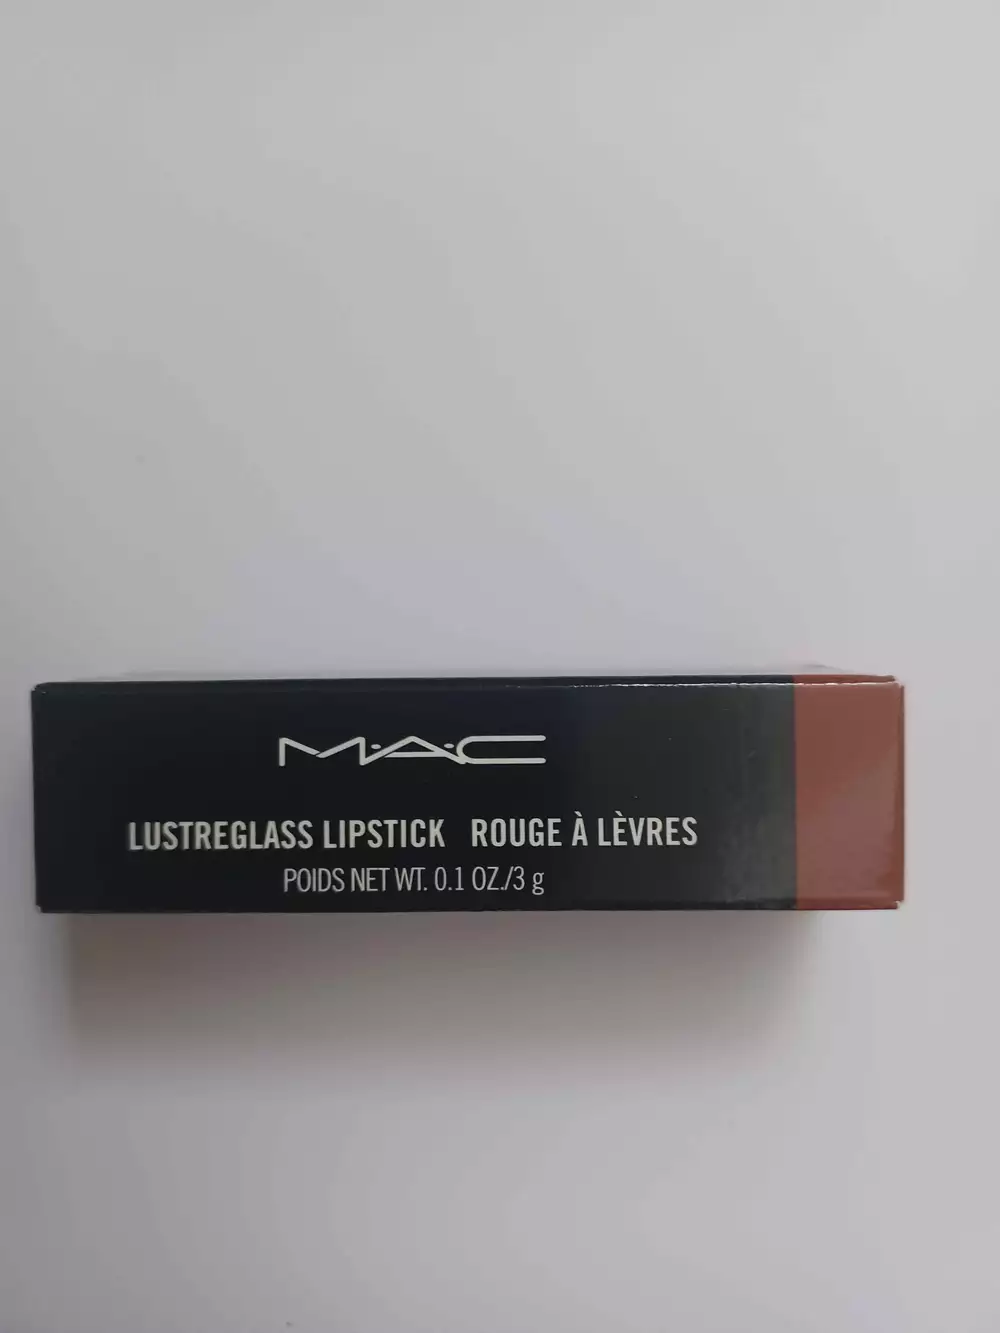 M·A·C
LUSTREGLASS LIPSTICK ROUGE À LÈVRES
POIDS NET WT. 0.1 OZ./3 g